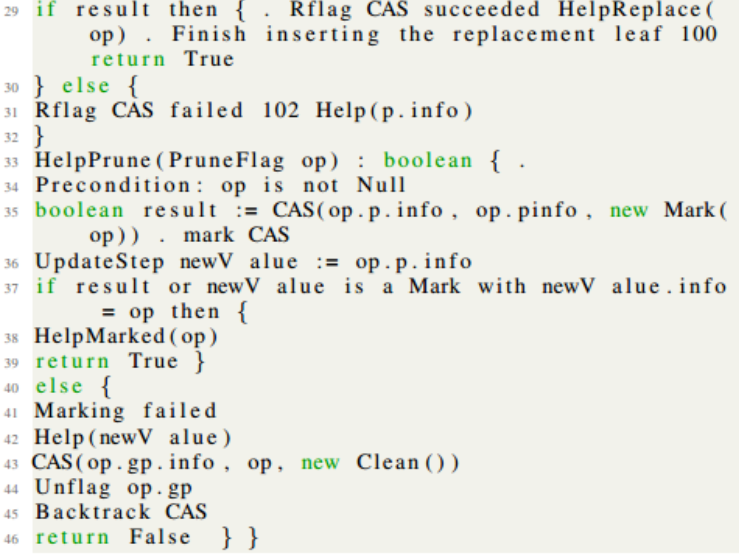 29 if result then { . Rflag CAS succeeded HelpReplace(
op) . Finish inserting the replacement leaf 100
return True
30 } else {
31 Rflag CAS failed 102 Help(p.info)
32 }
33 HelpPrune(PruneFlag op) : boolean { .
34 Precondition: op is not Null
35 boolean result := CAS(op.p.info, op.pinfo, new Mark(
op)) . mark CAS
36 UpdateStep newV alue := op.p.info
37 if result or newV alue is a Mark with newV alue.info
= op then {
38 HelpMarked(op)
39 return True }
40 else {
41 Marking failed
42 Help(newV alue)
43 CAS(op.gp.info, op, new Clean())
44 Unflag op.gp
45 Backtrack CAS
46 return False } }